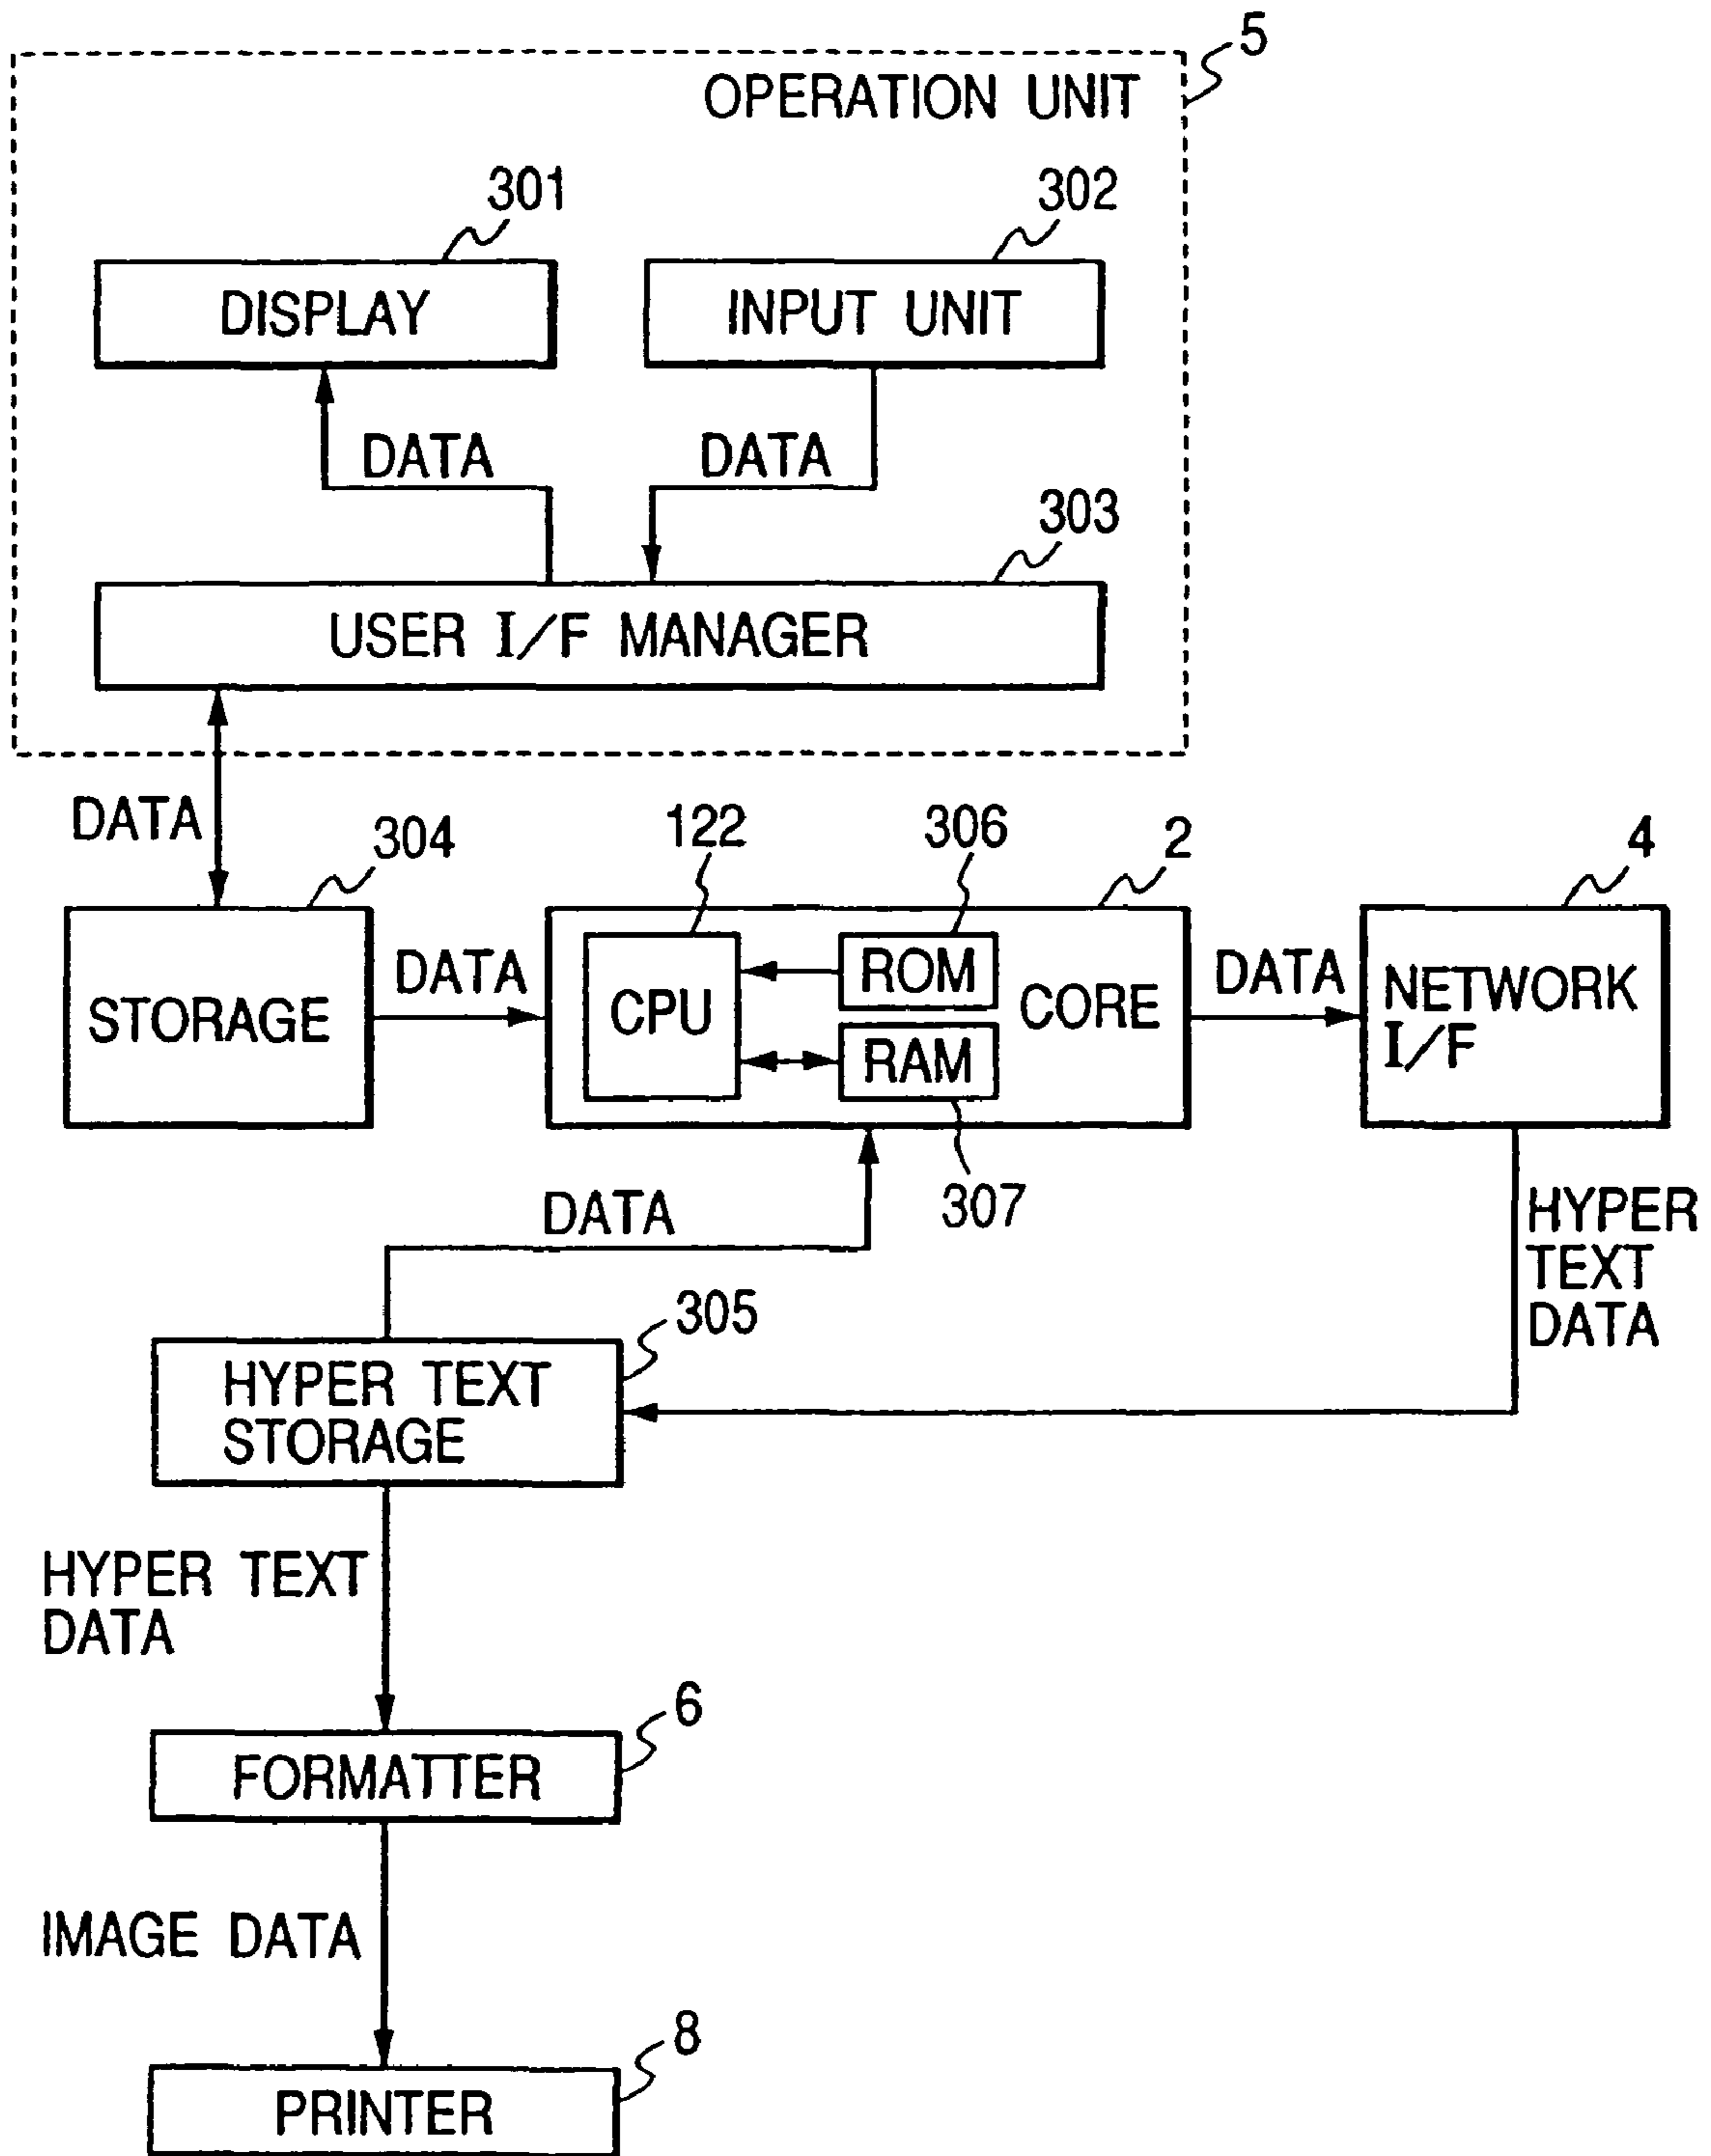 5
OPERATION UNIT
301
302
DISPLAY
INPUT UNIT
DATA
DATA
303
USER I/F MANAGER
DATA
304
122
306
2
4
STORAGE
DATA
CPU
ROM
RAM
CORE
DATA
NETWORK
I/F
307
DATA
HYPER
TEXT
DATA
305
HYPER TEXT
STORAGE
HYPER TEXT
DATA
6
FORMATTER
IMAGE DATA
8
PRINTER